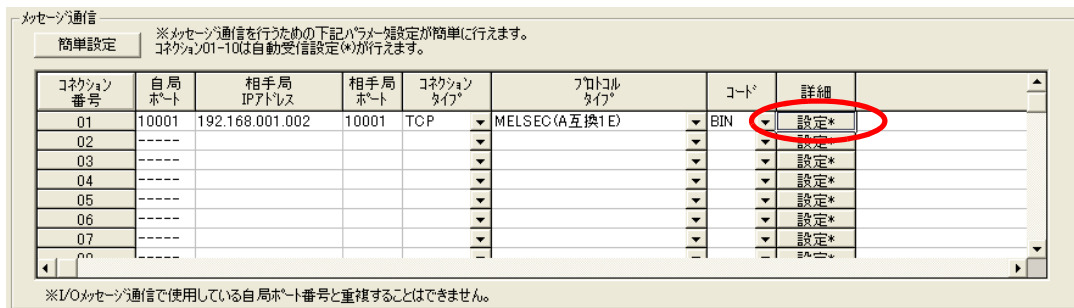 メッセージ通信
簡単設定
※メッセージ通信を行うための下記パラメータ設定が簡単に行えます。
コネクション01-10は自動受信設定(*)が行えます。
コネクション番号 自局ポート 相手局IPアドレス 相手局ポート コネクションタイプ プロトコルタイプ コード 詳細
01 10001 192.168.001.002 10001 TCP MELSEC(A互換1E) BIN 設定*
02 ----- 設定*
03 ----- 設定*
04 ----- 設定*
05 ----- 設定*
06 ----- 設定*
07 ----- 設定*
※I/Oメッセージ通信で使用している自局ポート番号と重複することはできません。